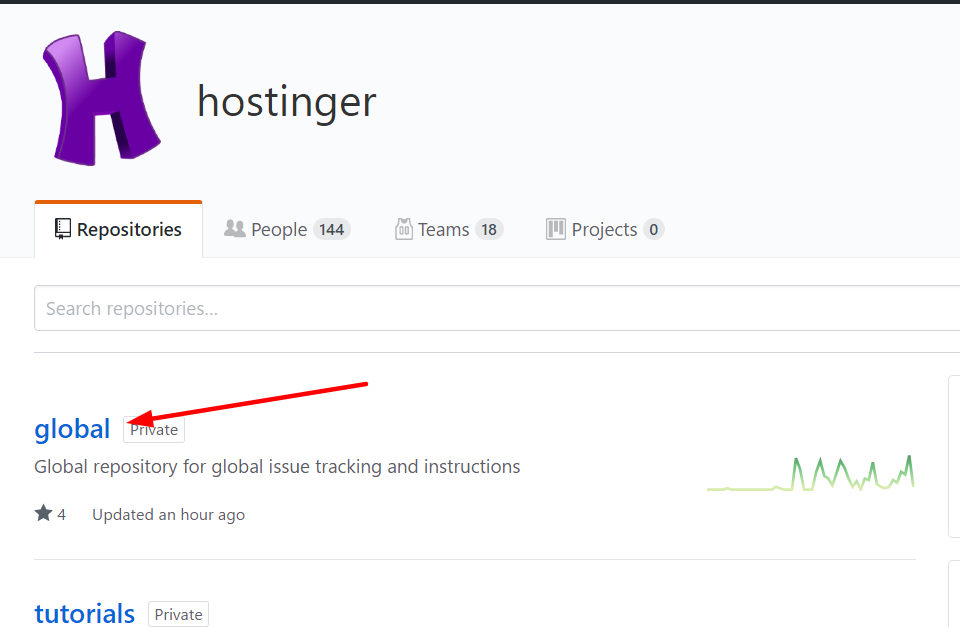 hostinger
Repositories People 144 Teams 18 Projects 0
Search repositories...
global Private
Global repository for global issue tracking and instructions
4 Updated an hour ago
tutorials Private